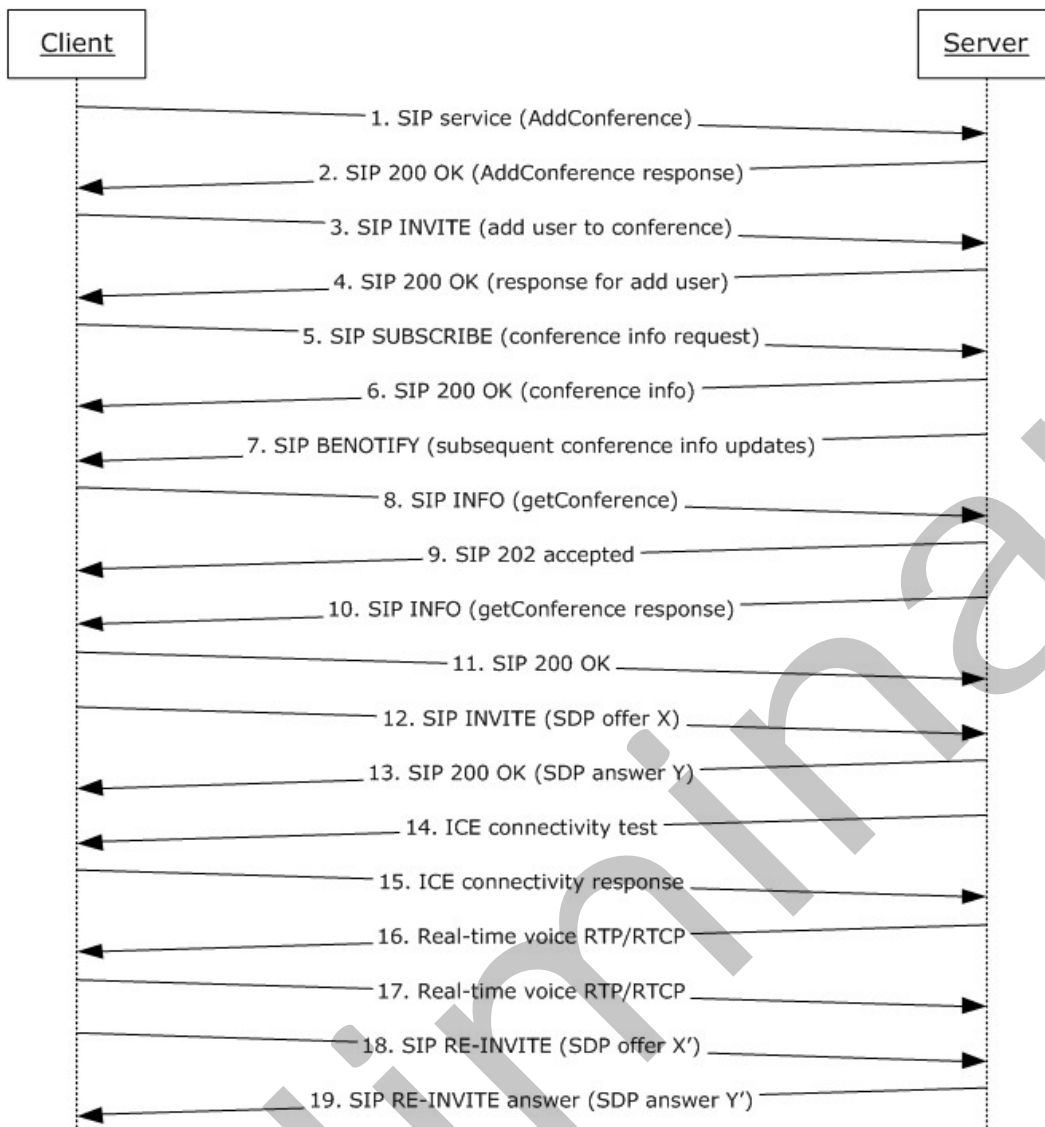 Client
Server
1. SIP service (AddConference)
2. SIP 200 OK (AddConference response)
3. SIP INVITE (add user to conference)
4. SIP 200 OK (response for add user)
5. SIP SUBSCRIBE (conference info request)
6. SIP 200 OK (conference info)
7. SIP BENOTIFY (subsequent conference info updates)
8. SIP INFO (getConference)
9. SIP 202 accepted
10. SIP INFO (getConference response)
11. SIP 200 OK
12. SIP INVITE (SDP offer X)
13. SIP 200 OK (SDP answer Y)
14. ICE connectivity test
15. ICE connectivity response
16. Real-time voice RTP/RTCP
17. Real-time voice RTP/RTCP
18. SIP RE-INVITE (SDP offer X')
19. SIP RE-INVITE answer (SDP answer Y')